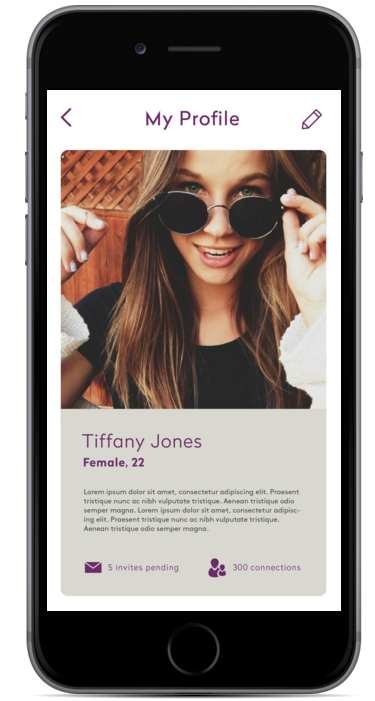 My Profile
Tiffany Jones
Female, 22
Lorem ipsum dolor sit amet, consectetur adipiscing elit. Praesent
tristique nunc ac nibh vulputate tristique. Aenean tristique odio
semper magna. Lorem ipsum dolor sit amet, consectetur adipisc-
ing elit. Praesent tristique nunc ac nibh vulputate tristique.
Aenean tristique odio semper magna.
5 invites pending
300 connections